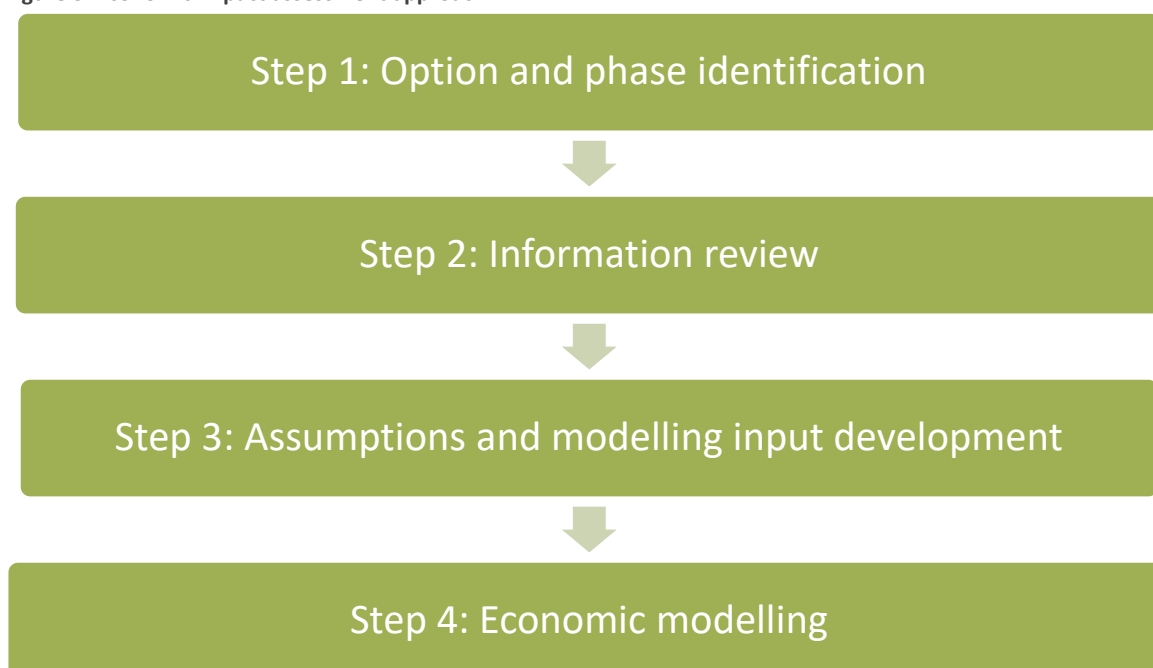 Step 1: Option and phase identification
Step 2: Information review
Step 3: Assumptions and modelling input development
Step 4: Economic modelling